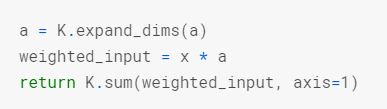 a = K.expand_dims(a)
weighted_input = x * a
return K.sum(weighted_input, axis=1)